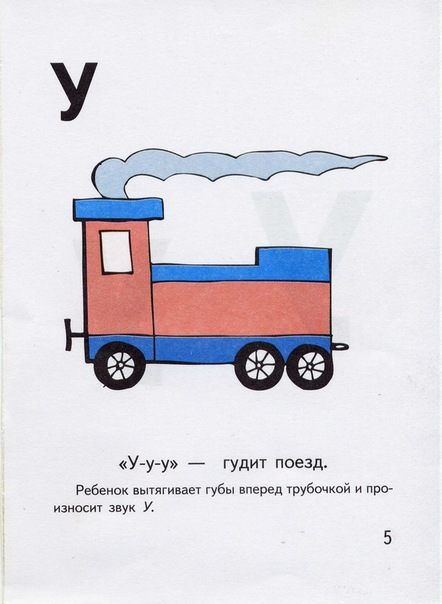 У
«У-у-у» — гудит поезд.
Ребенок вытягивает губы вперед трубочкой и про-
износит звук У.
5